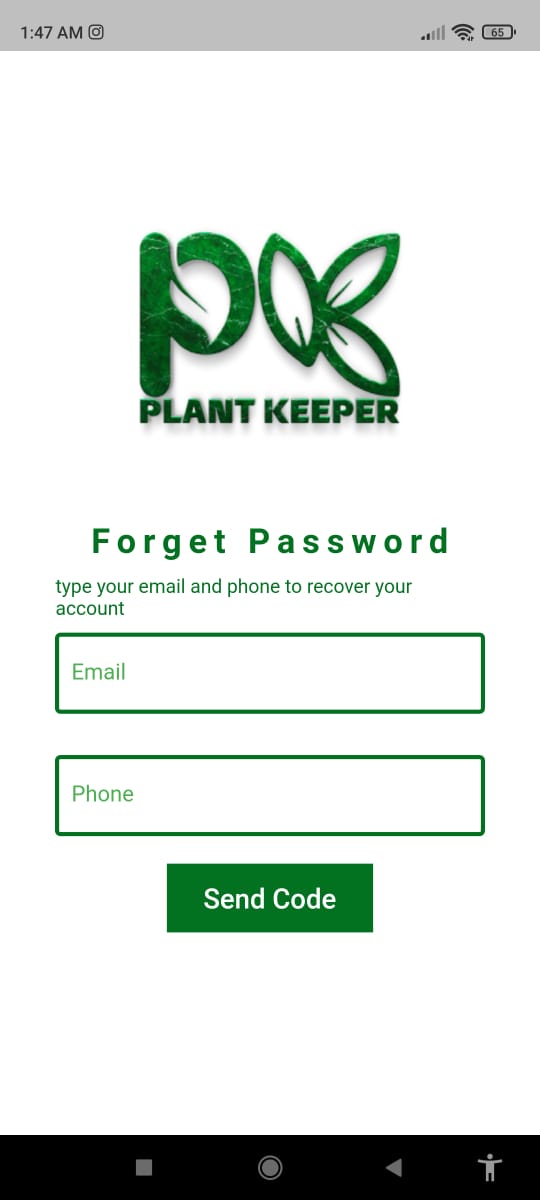 1:47 AM
65
PK
PLANT KEEPER
Forget Password
type your email and phone to recover your
account
Email
Phone
Send Code